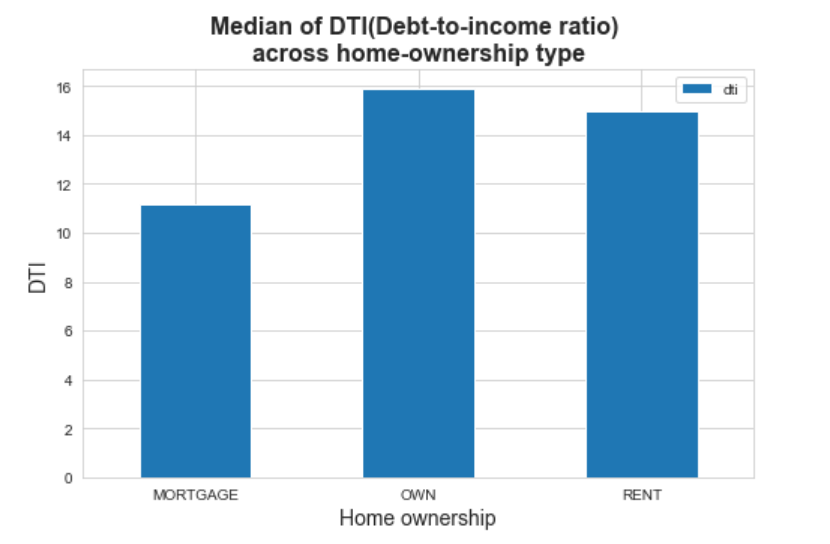 Median of DTI(Debt-to-income ratio)
across home-ownership type
dti
DTI
16
14
12
10
8
6
4
2
0
MORTGAGE OWN RENT
Home ownership